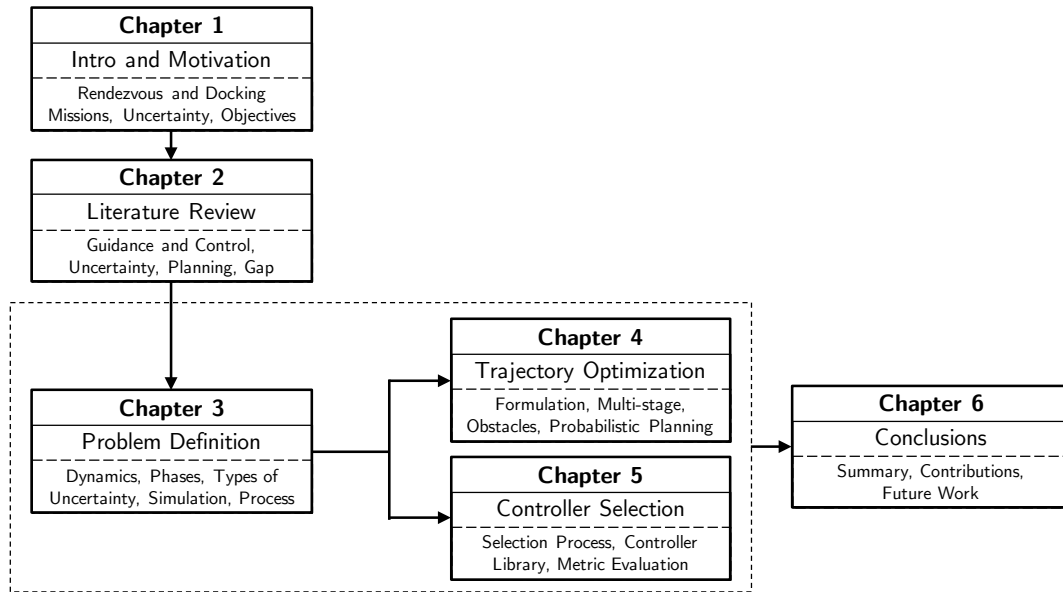 Chapter 1
Intro and Motivation
Rendezvous and Docking
Missions, Uncertainty, Objectives
Chapter 2
Literature Review
Guidance and Control,
Uncertainty, Planning, Gap
Chapter 3
Problem Definition
Dynamics, Phases, Types of
Uncertainty, Simulation, Process
Chapter 4
Trajectory Optimization
Formulation, Multi-stage,
Obstacles, Probabilistic Planning
Chapter 5
Controller Selection
Selection Process, Controller
Library, Metric Evaluation
Chapter 6
Conclusions
Summary, Contributions,
Future Work